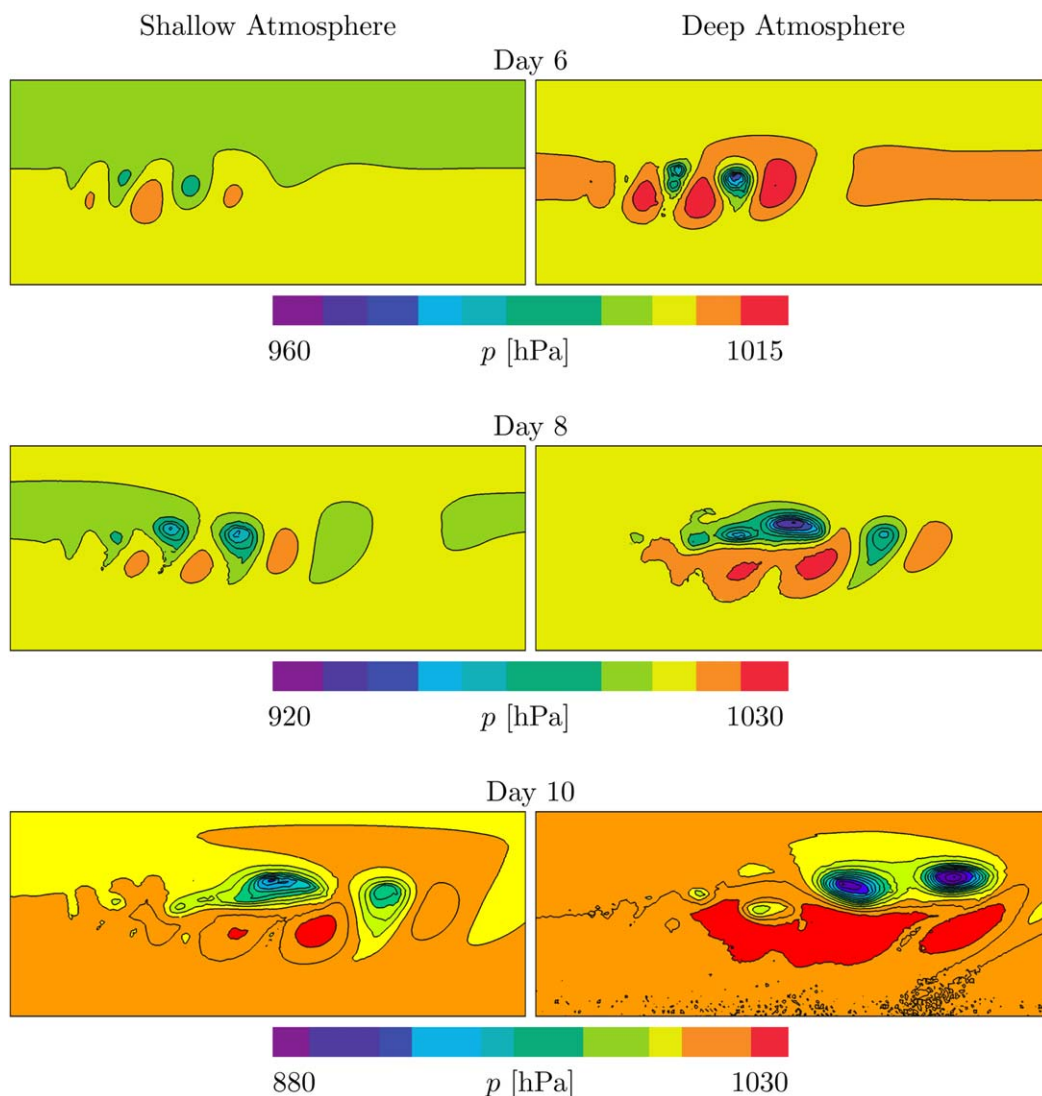 Shallow Atmosphere Deep Atmosphere
Day 6
960 p [hPa] 1015
Day 8
920 p [hPa] 1030
Day 10
880 p [hPa] 1030